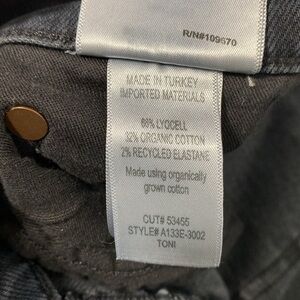 R/N#109670
MADE IN TURKEY
IMPORTED MATERIALS
66% LYOCELL
32% ORGANIC COTTON
2% RECYCLED ELASTANE
Made using organically
grown cotton
CUT# 53455
STYLE# A133E-3002
TONI